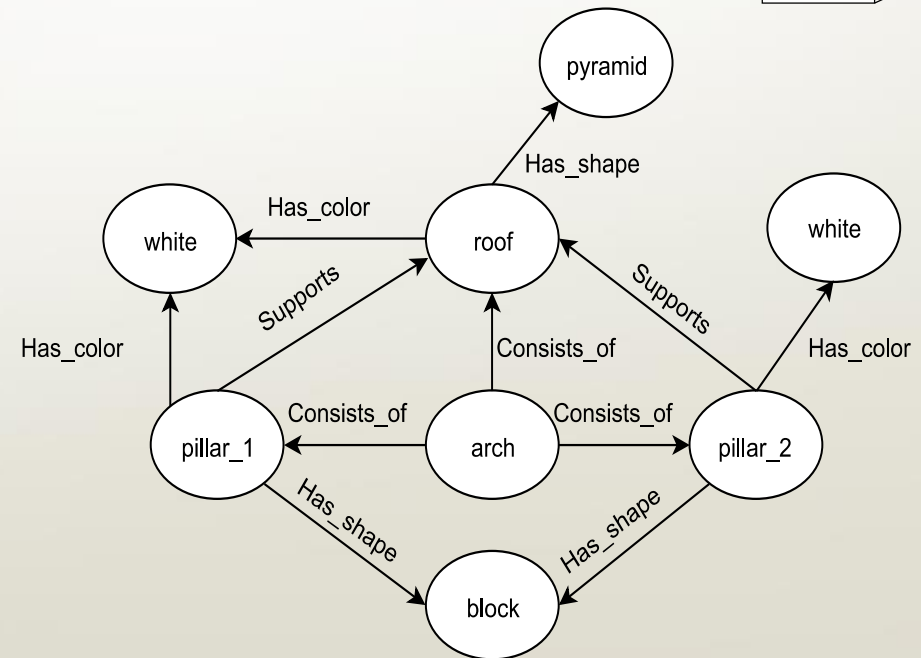 pyramid
Has_shape
Has_color
white
roof
white
Supports
Supports
Has_color
Consists_of
Has_color
Consists_of
Consists_of
pillar_1
arch
pillar_2
Has_shape
Has_shape
block